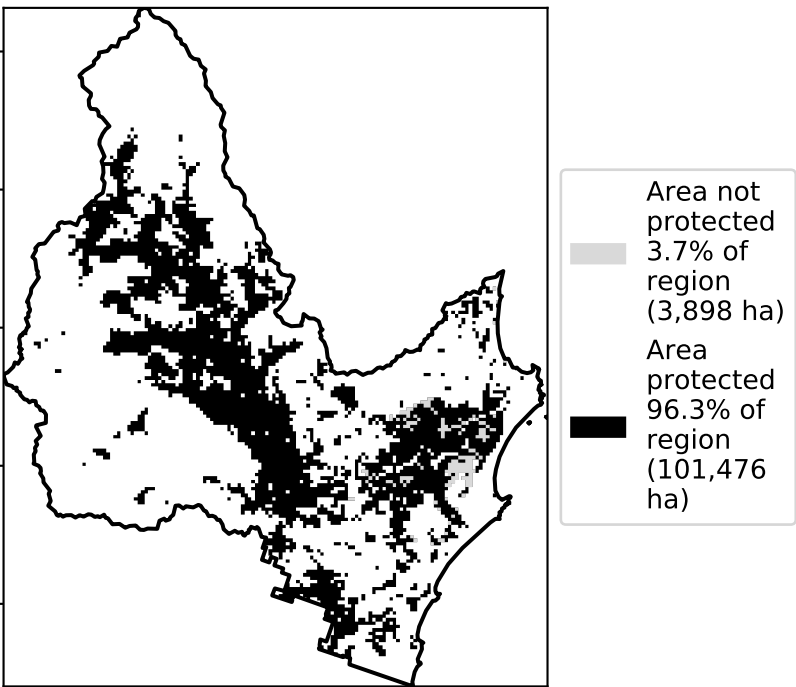 Area not
protected
3.7% of
region
(3,898 ha)
Area
protected
96.3% of
region
(101,476
ha)